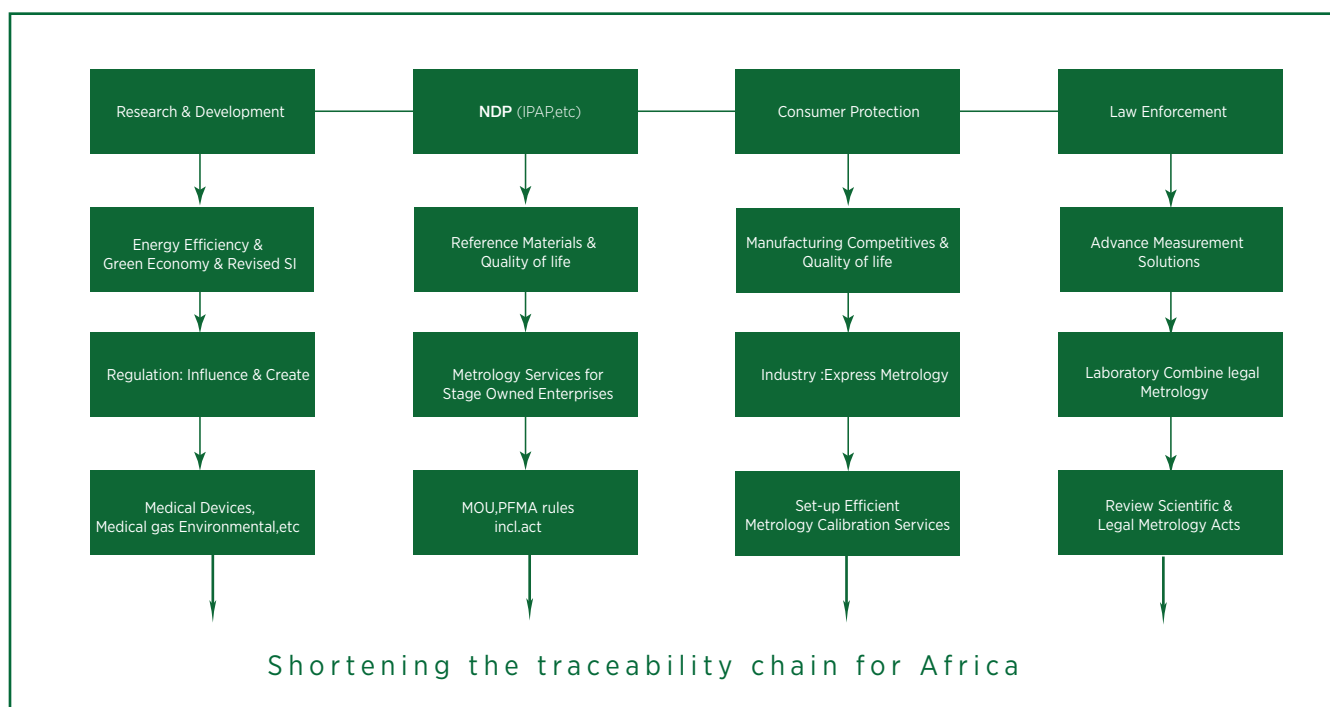 Research & Development
NDP (IPAP,etc)
Consumer Protection
Law Enforcement
Energy Efficiency &
Green Economy & Revised SI
Reference Materials &
Quality of life
Manufacturing Competitives &
Quality of life
Advance Measurement
Solutions
Regulation: Influence & Create
Metrology Services for
Stage Owned Enterprises
Industry :Express Metrology
Laboratory Combine legal
Metrology
Medical Devices,
Medical gas Environmental,etc
MOU,PFMA rules
incl.act
Set-up Efficient
Metrology Calibration Services
Review Scientific &
Legal Metrology Acts
Shortening the traceability chain for Africa